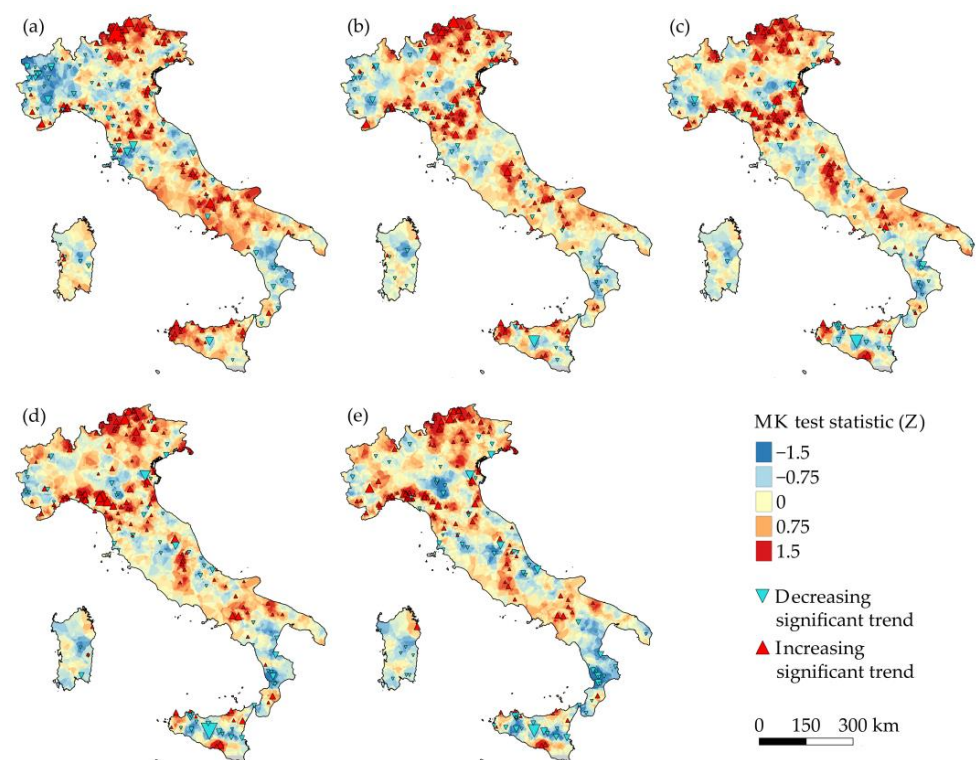 (a)
(b)
(c)
(d)
(e)
MK test statistic (Z)
−1.5
−0.75
0
0.75
1.5
Decreasing
significant trend
Increasing
significant trend
0 150 300 km